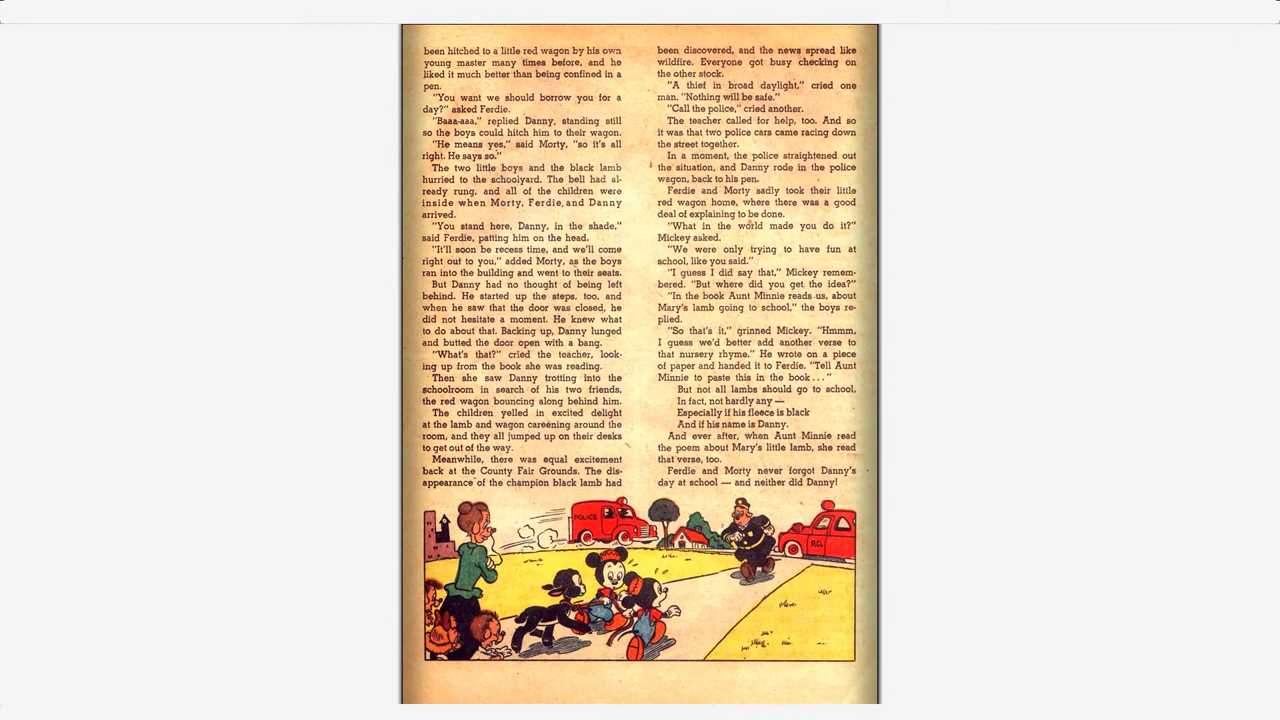 been hitched to a little red wagon by his own
young master many times before, and he
liked it much better than being confined in a
pen.
"You want we should borrow you for a
day?" asked Ferdie.
"Baaa-aaa," replied Danny, standing still
so the boys could hitch him to their wagon.
"He means yes," said Morty, "so it's all
right. He says so."
The two little boys and the black lamb
hurried to the schoolyard. The bell had al-
ready rung, and all of the children were
inside when Morty, Ferdie, and Danny
arrived.
"You stand here, Danny, in the shade,"
said Ferdie, patting him on the head.
"It'll soon be recess time, and we'll come
right out to you," added Morty, as the boys
ran into the building and went to their seats.
But Danny had no thought of being left
behind. He started up the steps, too, and
when he saw that the door was closed, he
did not hesitate a moment. He knew what
to do about that. Backing up, Danny lunged
and butted the door open with a bang.
"What's that?" cried the teacher, look-
ing up from the book she was reading.
Then she saw Danny trotting into the
schoolroom in search of his two friends,
the red wagon bouncing along behind him.
The children yelled in excited delight
at the lamb and wagon careening around the
room, and they all jumped up on their desks
to get out of the way.
Meanwhile, there was equal excitement
back at the County Fair Grounds. The dis-
appearance of the champion black lamb had
been discovered, and the news spread like
wildfire. Everyone got busy checking on
the other stock.
"A thief in broad daylight," cried one
man. "Nothing will be safe."
"Call the police," cried another.
The teacher called for help, too. And so
it was that two police cars came racing down
the street together.
In a moment, the police straightened out
the situation, and Danny rode in the police
wagon, back to his pen.
Ferdie and Morty sadly took their little
red wagon home, where there was a good
deal of explaining to be done.
"What in the world made you do it?"
Mickey asked.
"We were only trying to have fun at
school, like you said."
"I guess I did say that," Mickey remem-
bered. "But where did you get the idea?"
"In the book Aunt Minnie reads us, about
Mary's lamb going to school," the boys re-
plied.
"So that's it," grinned Mickey. "Hmmm,
I guess we'd better add another verse to
that nursery rhyme." He wrote on a piece
of paper and handed it to Ferdie. "Tell Aunt
Minnie to paste this in the book . . . "
But not all lambs should go to school,
In fact, not hardly any —
Especially if his fleece is black
And if his name is Danny.
And ever after, when Aunt Minnie read
the poem about Mary's little lamb, she read
that verse, too.
Ferdie and Morty never forgot Danny's
day at school — and neither did Danny!
POLICE
P.C.